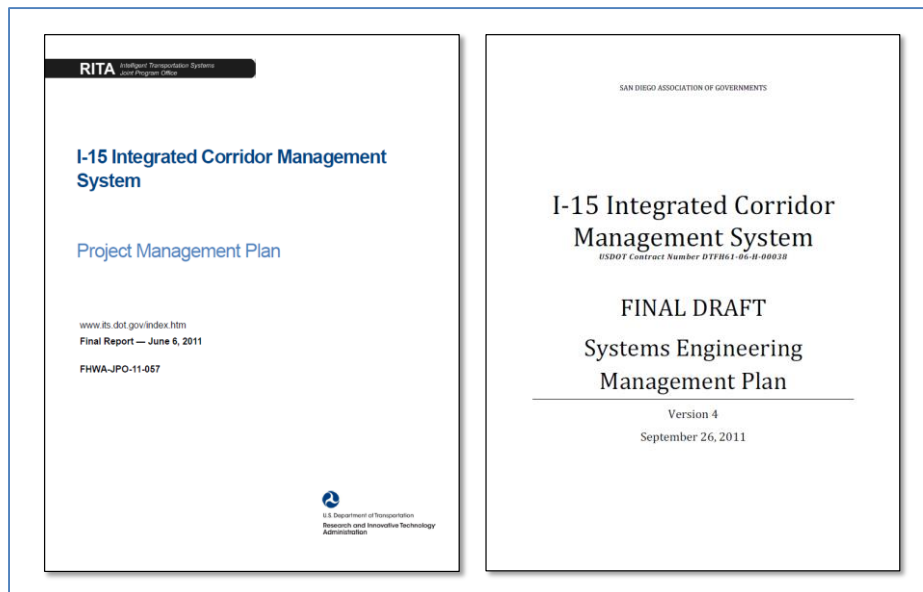 RITA Intelligent Transportation Systems
Joint Program Office
I-15 Integrated Corridor Management
System
Project Management Plan
www.its.dot.gov/index.htm
Final Report — June 6, 2011
FHWA-JPO-11-057
U.S. Department of Transportation
Research and Innovative Technology
Administration
SAN DIEGO ASSOCIATION OF GOVERNMENTS
I-15 Integrated Corridor
Management System
USDOT Contract Number DTFH61-06-H-00038
FINAL DRAFT
Systems Engineering
Management Plan
Version 4
September 26, 2011